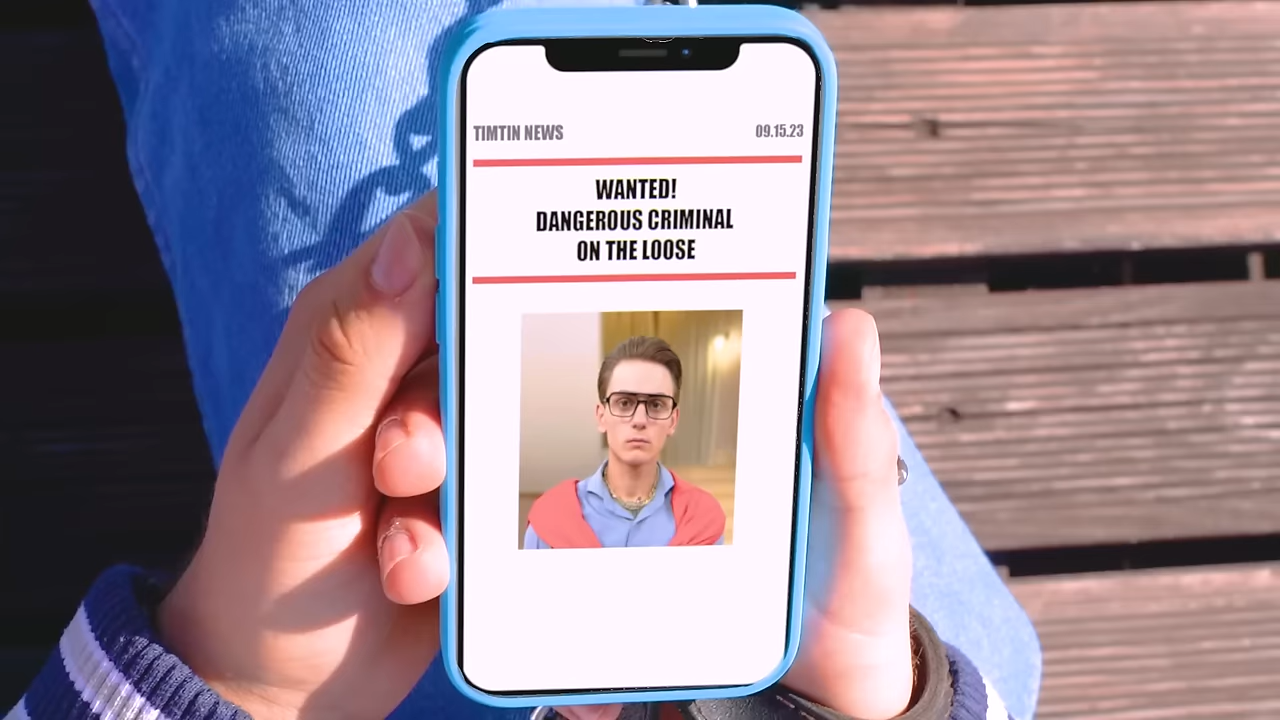 TIMTIN NEWS 09.15.23
WANTED!
DANGEROUS CRIMINAL
ON THE LOOSE